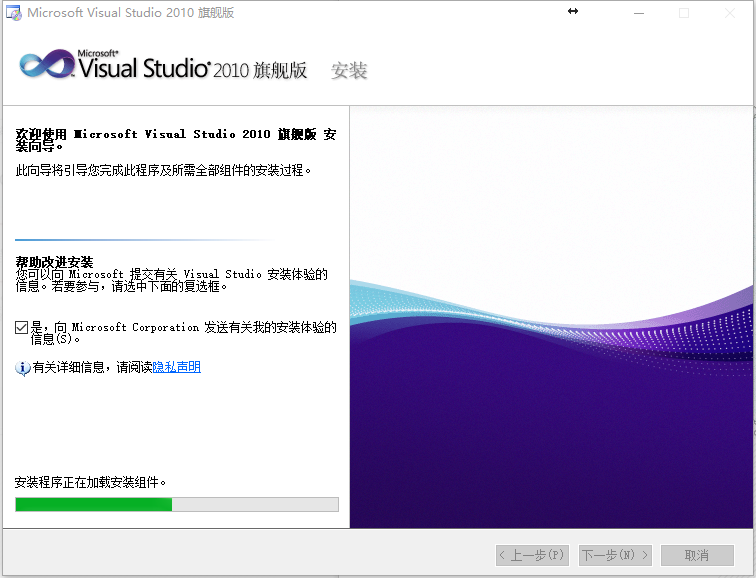 Microsoft Visual Studio 2010 旗舰版
Microsoft®
Visual Studio® 2010 旗舰版 安装
欢迎使用 Microsoft Visual Studio 2010 旗舰版 安
装向导。
此向导将引导您完成此程序及所需全部组件的安装过程。
帮助改进安装
您可以向 Microsoft 提交有关 Visual Studio 安装体验的
信息。若要参与，请选中下面的复选框。
是，向 Microsoft Corporation 发送有关我的安装体验的
信息(S)。
有关详细信息，请阅读隐私声明
安装程序正在加载安装组件。
< 上一步(P) 下一步(N) > 取消